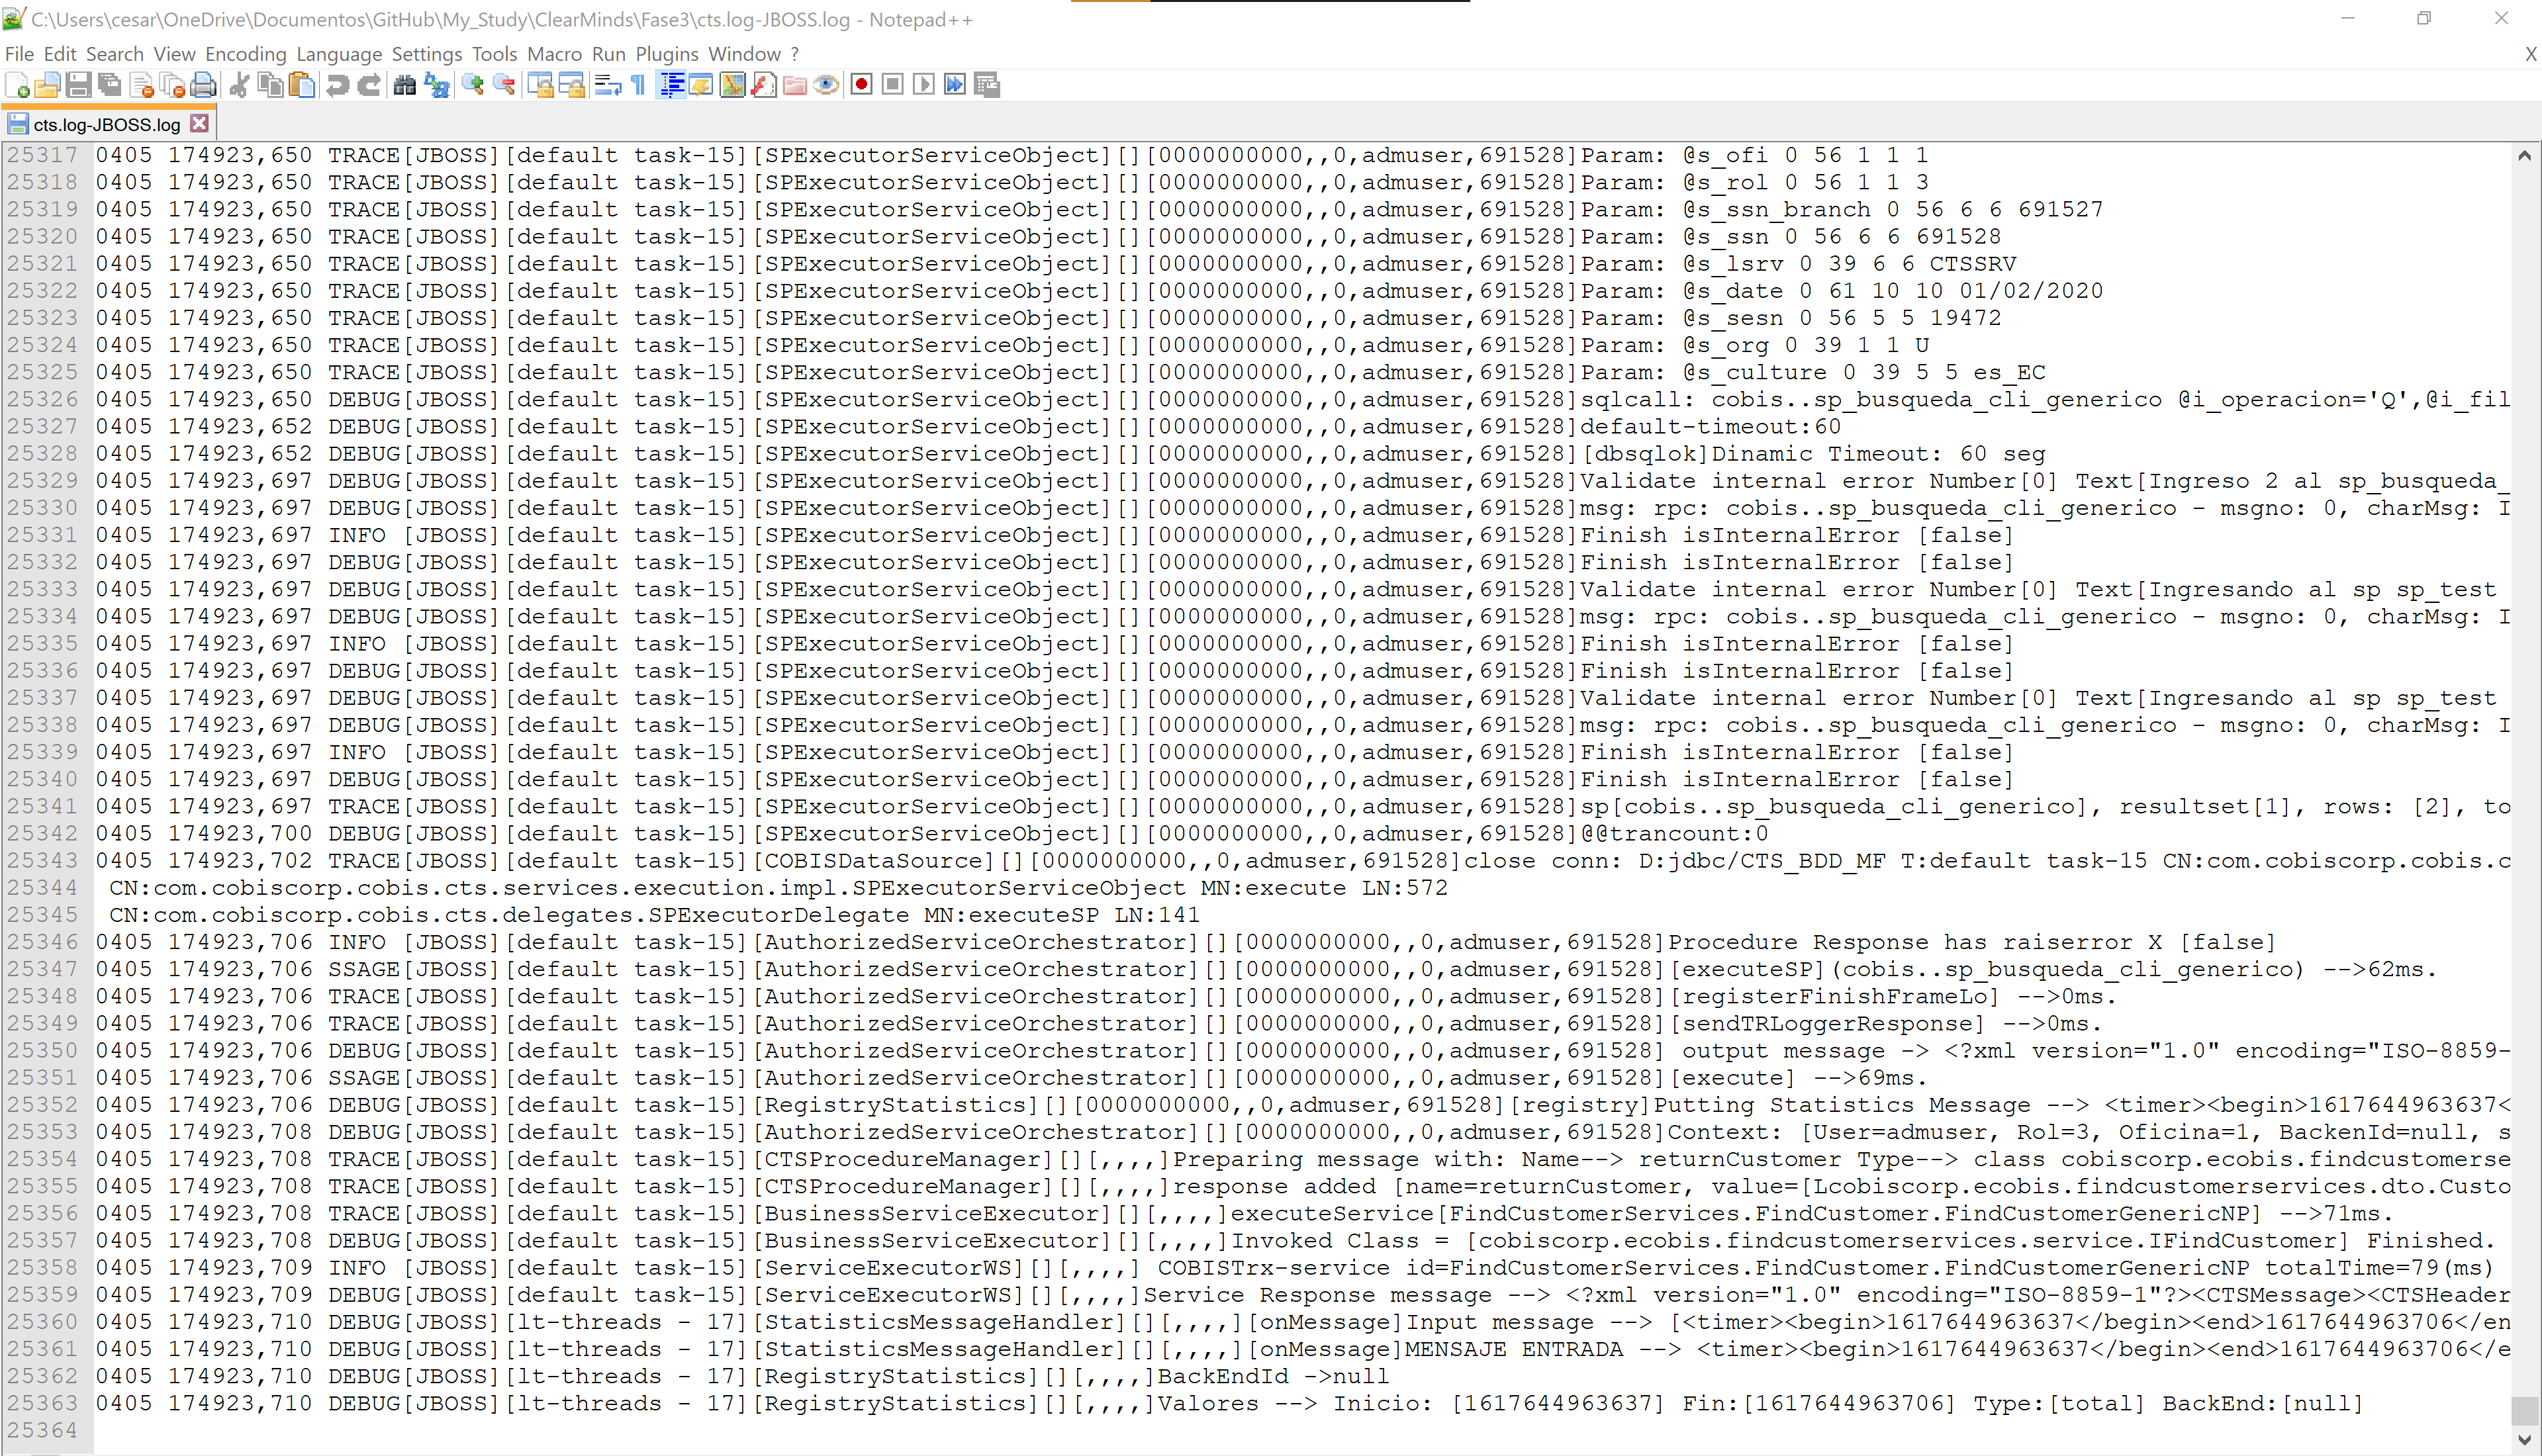 C:\Users\cesar\OneDrive\Documentos\GitHub\My_Study\ClearMinds\Fase3\cts.log-JBOSS.log - Notepad++
File Edit Search View Encoding Language Settings Tools Macro Run Plugins Window ? X
cts.log-JBOSS.log
25317 0405 174923,650 TRACE[JBOSS][default task-15][SPExecutorServiceObject][][0000000000,,0,admuser,691528]Param: @s_ofi 0 56 1 1 1
25318 0405 174923,650 TRACE[JBOSS][default task-15][SPExecutorServiceObject][][0000000000,,0,admuser,691528]Param: @s_rol 0 56 1 1 3
25319 0405 174923,650 TRACE[JBOSS][default task-15][SPExecutorServiceObject][][0000000000,,0,admuser,691528]Param: @s_ssn_branch 0 56 6 6 691527
25320 0405 174923,650 TRACE[JBOSS][default task-15][SPExecutorServiceObject][][0000000000,,0,admuser,691528]Param: @s_ssn 0 56 6 6 691528
25321 0405 174923,650 TRACE[JBOSS][default task-15][SPExecutorServiceObject][][0000000000,,0,admuser,691528]Param: @s_lsrv 0 39 6 6 CTSSRV
25322 0405 174923,650 TRACE[JBOSS][default task-15][SPExecutorServiceObject][][0000000000,,0,admuser,691528]Param: @s_date 0 61 10 10 01/02/2020
25323 0405 174923,650 TRACE[JBOSS][default task-15][SPExecutorServiceObject][][0000000000,,0,admuser,691528]Param: @s_sesn 0 56 5 5 19472
25324 0405 174923,650 TRACE[JBOSS][default task-15][SPExecutorServiceObject][][0000000000,,0,admuser,691528]Param: @s_org 0 39 1 1 U
25325 0405 174923,650 TRACE[JBOSS][default task-15][SPExecutorServiceObject][][0000000000,,0,admuser,691528]Param: @s_culture 0 39 5 5 es_EC
25326 0405 174923,650 DEBUG[JBOSS][default task-15][SPExecutorServiceObject][][0000000000,,0,admuser,691528]sqlcall: cobis..sp_busqueda_cli_generico @i_operacion='Q',@i_fil
25327 0405 174923,652 DEBUG[JBOSS][default task-15][SPExecutorServiceObject][][0000000000,,0,admuser,691528]default-timeout:60
25328 0405 174923,652 DEBUG[JBOSS][default task-15][SPExecutorServiceObject][][0000000000,,0,admuser,691528][dbsqlok]Dinamic Timeout: 60 seg
25329 0405 174923,697 DEBUG[JBOSS][default task-15][SPExecutorServiceObject][][0000000000,,0,admuser,691528]Validate internal error Number[0] Text[Ingreso 2 al sp_busqueda_
25330 0405 174923,697 DEBUG[JBOSS][default task-15][SPExecutorServiceObject][][0000000000,,0,admuser,691528]msg: rpc: cobis..sp_busqueda_cli_generico - msgno: 0, charMsg: I
25331 0405 174923,697 INFO [JBOSS][default task-15][SPExecutorServiceObject][][0000000000,,0,admuser,691528]Finish isInternalError [false]
25332 0405 174923,697 DEBUG[JBOSS][default task-15][SPExecutorServiceObject][][0000000000,,0,admuser,691528]Finish isInternalError [false]
25333 0405 174923,697 DEBUG[JBOSS][default task-15][SPExecutorServiceObject][][0000000000,,0,admuser,691528]Validate internal error Number[0] Text[Ingresando al sp sp_test
25334 0405 174923,697 DEBUG[JBOSS][default task-15][SPExecutorServiceObject][][0000000000,,0,admuser,691528]msg: rpc: cobis..sp_busqueda_cli_generico - msgno: 0, charMsg: I
25335 0405 174923,697 INFO [JBOSS][default task-15][SPExecutorServiceObject][][0000000000,,0,admuser,691528]Finish isInternalError [false]
25336 0405 174923,697 DEBUG[JBOSS][default task-15][SPExecutorServiceObject][][0000000000,,0,admuser,691528]Finish isInternalError [false]
25337 0405 174923,697 DEBUG[JBOSS][default task-15][SPExecutorServiceObject][][0000000000,,0,admuser,691528]Validate internal error Number[0] Text[Ingresando al sp sp_test
25338 0405 174923,697 DEBUG[JBOSS][default task-15][SPExecutorServiceObject][][0000000000,,0,admuser,691528]msg: rpc: cobis..sp_busqueda_cli_generico - msgno: 0, charMsg: I
25339 0405 174923,697 INFO [JBOSS][default task-15][SPExecutorServiceObject][][0000000000,,0,admuser,691528]Finish isInternalError [false]
25340 0405 174923,697 DEBUG[JBOSS][default task-15][SPExecutorServiceObject][][0000000000,,0,admuser,691528]Finish isInternalError [false]
25341 0405 174923,697 TRACE[JBOSS][default task-15][SPExecutorServiceObject][][0000000000,,0,admuser,691528]sp[cobis..sp_busqueda_cli_generico], resultset[1], rows: [2], to
25342 0405 174923,700 DEBUG[JBOSS][default task-15][SPExecutorServiceObject][][0000000000,,0,admuser,691528]@@trancount:0
25343 0405 174923,702 TRACE[JBOSS][default task-15][COBISDataSource][][0000000000,,0,admuser,691528]close conn: D:jdbc/CTS_BDD_MF T:default task-15 CN:com.cobiscorp.cobis.c
25344 CN:com.cobiscorp.cobis.cts.services.execution.impl.SPExecutorServiceObject MN:execute LN:572
25345 CN:com.cobiscorp.cobis.cts.delegates.SPExecutorDelegate MN:executeSP LN:141
25346 0405 174923,706 INFO [JBOSS][default task-15][AuthorizedServiceOrchestrator][][0000000000,,0,admuser,691528]Procedure Response has raiserror X [false]
25347 0405 174923,706 SSAGE[JBOSS][default task-15][AuthorizedServiceOrchestrator][][0000000000,,0,admuser,691528][executeSP](cobis..sp_busqueda_cli_generico) -->62ms.
25348 0405 174923,706 TRACE[JBOSS][default task-15][AuthorizedServiceOrchestrator][][0000000000,,0,admuser,691528][registerFinishFrameLo] -->0ms.
25349 0405 174923,706 TRACE[JBOSS][default task-15][AuthorizedServiceOrchestrator][][0000000000,,0,admuser,691528][sendTRLoggerResponse] -->0ms.
25350 0405 174923,706 DEBUG[JBOSS][default task-15][AuthorizedServiceOrchestrator][][0000000000,,0,admuser,691528] output message -> <?xml version="1.0" encoding="ISO-8859-
25351 0405 174923,706 SSAGE[JBOSS][default task-15][AuthorizedServiceOrchestrator][][0000000000,,0,admuser,691528][execute] -->69ms.
25352 0405 174923,706 DEBUG[JBOSS][default task-15][RegistryStatistics][][0000000000,,0,admuser,691528][registry]Putting Statistics Message --> <timer><begin>1617644963637<
25353 0405 174923,708 DEBUG[JBOSS][default task-15][AuthorizedServiceOrchestrator][][0000000000,,0,admuser,691528]Context: [User=admuser, Rol=3, Oficina=1, BackenId=null, s
25354 0405 174923,708 TRACE[JBOSS][default task-15][CTSProcedureManager][][,,,,]Preparing message with: Name--> returnCustomer Type--> class cobiscorp.ecobis.findcustomerse
25355 0405 174923,708 TRACE[JBOSS][default task-15][CTSProcedureManager][][,,,,]response added [name=returnCustomer, value=[Lcobiscorp.ecobis.findcustomerservices.dto.Custo
25356 0405 174923,708 TRACE[JBOSS][default task-15][BusinessServiceExecutor][][,,,,]executeService[FindCustomerServices.FindCustomer.FindCustomerGenericNP] -->71ms.
25357 0405 174923,708 DEBUG[JBOSS][default task-15][BusinessServiceExecutor][][,,,,]Invoked Class = [cobiscorp.ecobis.findcustomerservices.service.IFindCustomer] Finished.
25358 0405 174923,709 INFO [JBOSS][default task-15][ServiceExecutorWS][][,,,,] COBISTrx-service id=FindCustomerServices.FindCustomer.FindCustomerGenericNP totalTime=79(ms)
25359 0405 174923,709 DEBUG[JBOSS][default task-15][ServiceExecutorWS][][,,,,]Service Response message --> <?xml version="1.0" encoding="ISO-8859-1"?><CTSMessage><CTSHeader
25360 0405 174923,710 DEBUG[JBOSS][lt-threads - 17][StatisticsMessageHandler][][,,,,][onMessage]Input message --> [<timer><begin>1617644963637</begin><end>1617644963706</en
25361 0405 174923,710 DEBUG[JBOSS][lt-threads - 17][StatisticsMessageHandler][][,,,,][onMessage]MENSAJE ENTRADA --> <timer><begin>1617644963637</begin><end>1617644963706</e
25362 0405 174923,710 DEBUG[JBOSS][lt-threads - 17][RegistryStatistics][][,,,,]BackEndId ->null
25363 0405 174923,710 DEBUG[JBOSS][lt-threads - 17][RegistryStatistics][][,,,,]Valores --> Inicio: [1617644963637] Fin:[1617644963706] Type:[total] BackEnd:[null]
25364